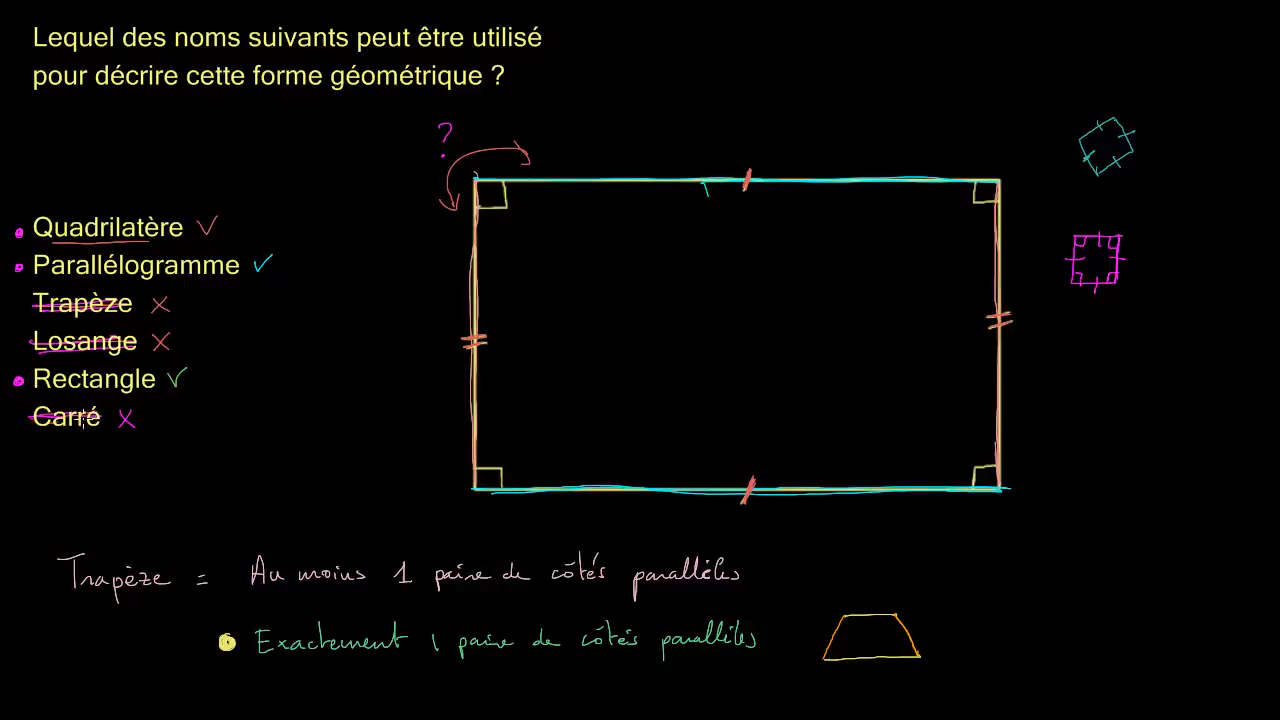 Lequel des noms suivants peut être utilisé
pour décrire cette forme géométrique ?
?
Quadrilatère
Parallélogramme
Trapèze
Losange
Rectangle
Carré
Trapèze = Au moins 1 paire de côtés parallèles
Exactement 1 paire de côtés parallèles